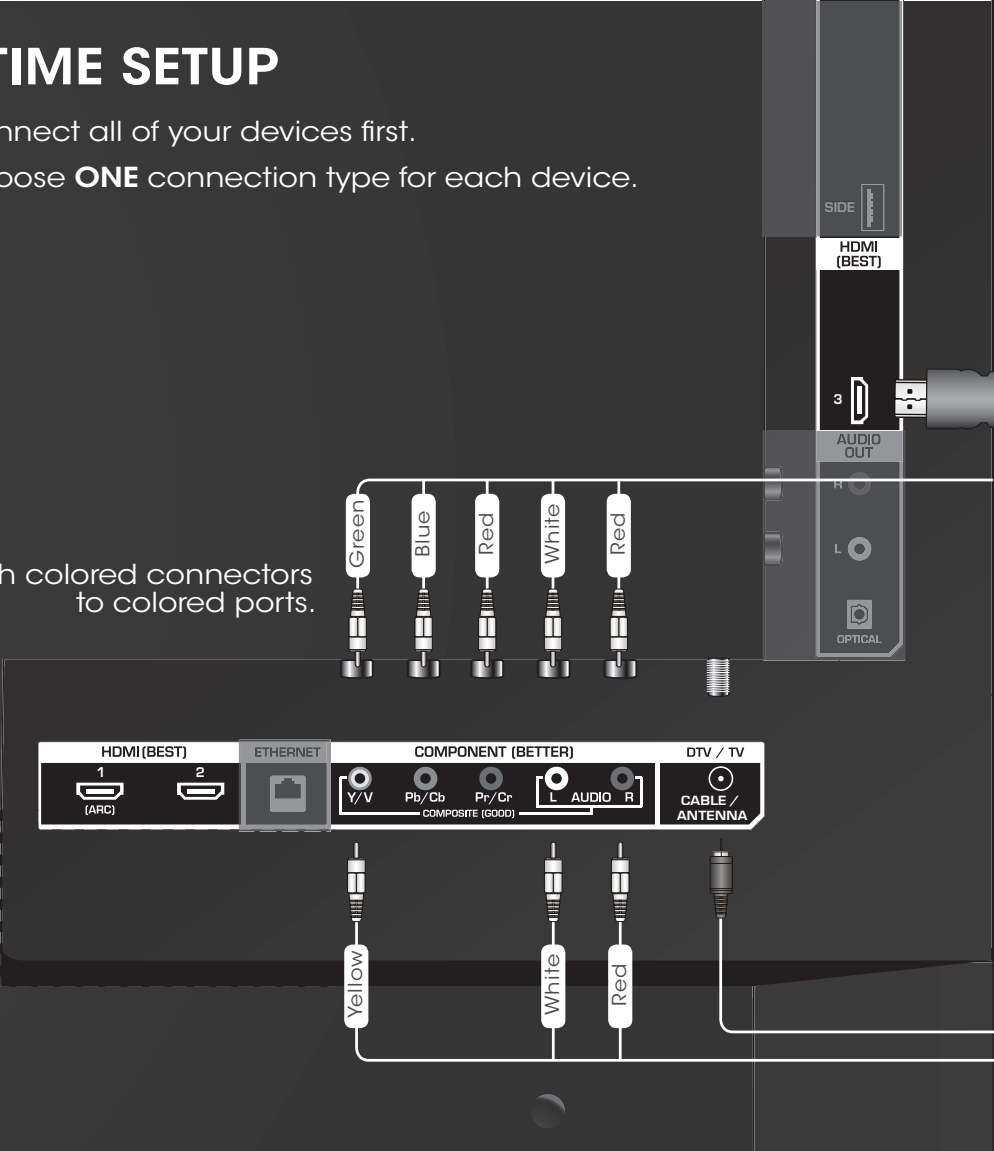 TIME SETUP
nnect all of your devices first.
oose ONE connection type for each device.
SIDE
HDMI
(BEST)
3
AUDIO
OUT
R
L
OPTICAL
Green
Blue
Red
White
Red
h colored connectors
to colored ports.
HDMI (BEST)
1
(ARC)
2
ETHERNET
COMPONENT (BETTER)
Y/V
Pb/Cb
Pr/Cr
L AUDIO R
COMPOSITE (GOOD)
DTV / TV
CABLE /
ANTENNA
Yellow
White
Red